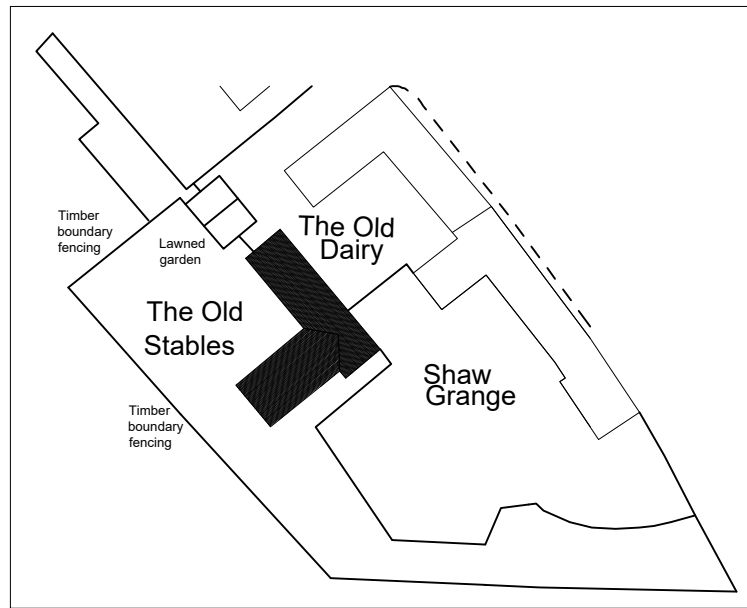 Timber
boundary
fencing
Lawned
garden
The Old
Dairy
The Old
Stables
Shaw
Grange
Timber
boundary
fencing